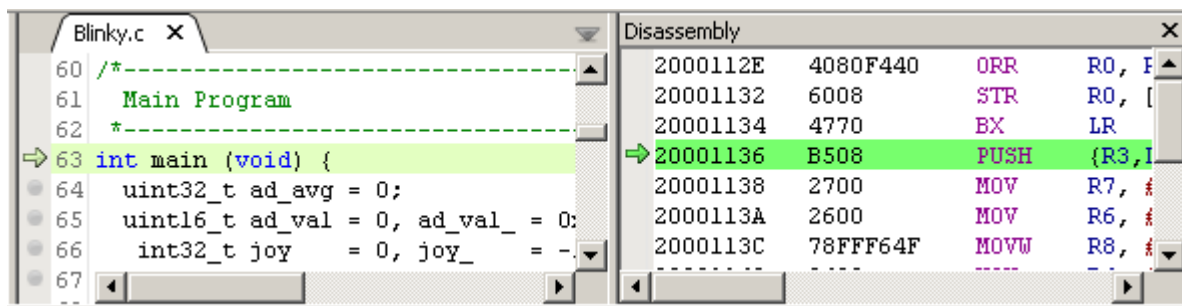 Blinky.c
60 /*-----------------------------------
61 Main Program
62 *-----------------------------------
63 int main (void) {
64 uint32_t ad_avg = 0;
65 uint16_t ad_val = 0, ad_val_ = 0
66 int32_t joy = 0, joy_ = -
67
Disassembly
2000112E 4080F440 ORR R0,
20001132 6008 STR R0, [
20001134 4770 BX LR
20001136 B508 PUSH {R3,
20001138 2700 MOV R7, #
2000113A 2600 MOV R6, #
2000113C 78FFF64F MOVW R8, #